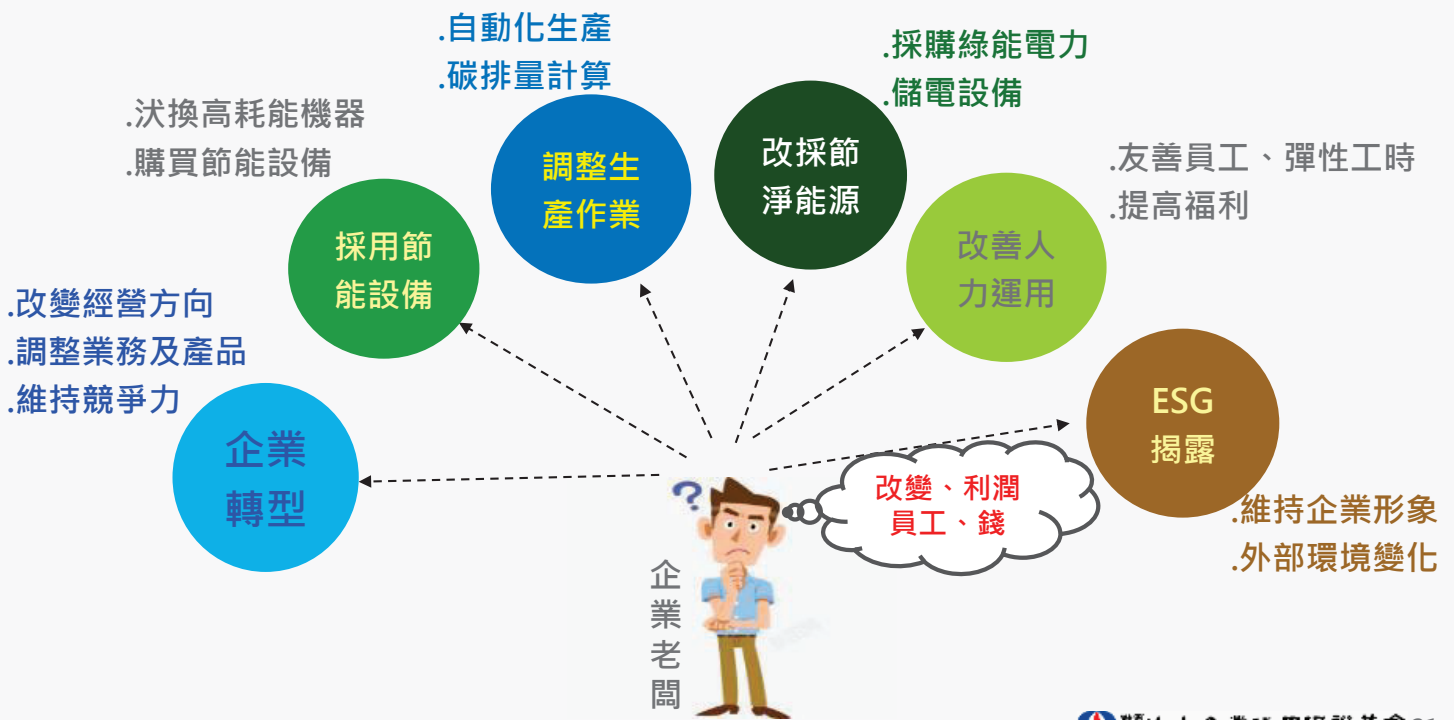 .自動化生產
.碳排量計算
.採購綠能電力
.儲電設備
.汱換高耗能機器
.購買節能設備
.友善員工、彈性工時
.提高福利
調整生
產作業
改採節
淨能源
採用節
能設備
改善人
力運用
.改變經營方向
.調整業務及產品
.維持競爭力
企業
轉型
ESG
揭露
.維持企業形象
.外部環境變化
改變、利潤
員工、錢
?
企業老闆